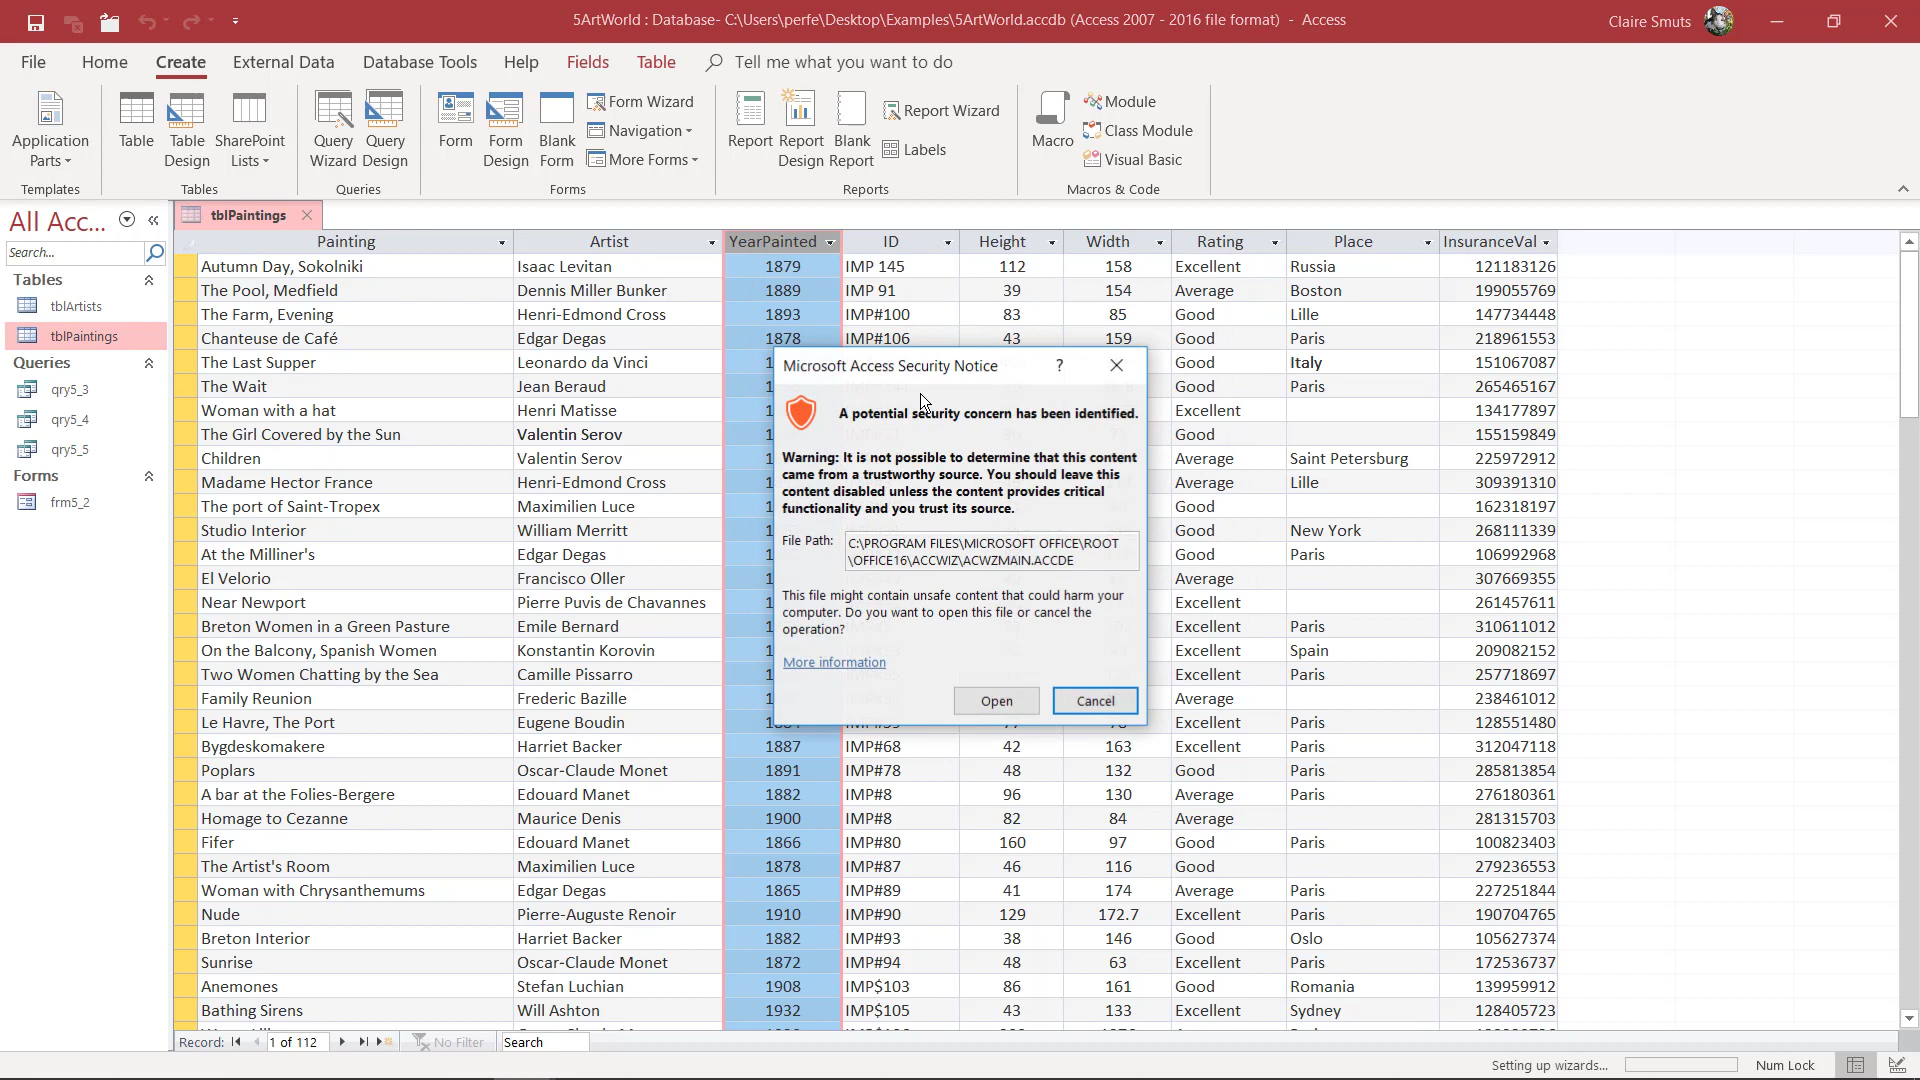 5ArtWorld : Database- C:\Users\perfe\Desktop\Examples\5ArtWorld.accdb (Access 2007 - 2016 file format) - Access
Claire Smuts
File Home Create External Data Database Tools Help Fields Table Tell me what you want to do
Application Parts
Templates
Table
Table Design
SharePoint Lists
Tables
Query Wizard
Query Design
Queries
Form
Form Design
Blank Form
Form Wizard
Navigation
More Forms
Forms
Report
Report Design
Blank Report
Report Wizard
Labels
Reports
Macro
Module
Class Module
Visual Basic
Macros & Code
All Acc...
Search...
Tables
tblArtists
tblPaintings
Queries
qry5_3
qry5_4
qry5_5
Forms
frm5_2
tblPaintings
Painting Artist YearPainted ID Height Width Rating Place InsuranceVal
Autumn Day, Sokolniki Isaac Levitan 1879 IMP 145 112 158 Excellent Russia 121183126
The Pool, Medfield Dennis Miller Bunker 1889 IMP 91 39 154 Average Boston 199055769
The Farm, Evening Henri-Edmond Cross 1893 IMP#100 83 85 Good Lille 147734448
Chanteuse de Café Edgar Degas 1878 IMP#106 43 159 Good Paris 218961553
The Last Supper Leonardo da Vinci Good Italy 151067087
The Wait Jean Beraud Good Paris 265465167
Woman with a hat Henri Matisse Excellent 134177897
The Girl Covered by the Sun Valentin Serov Good 155159849
Children Valentin Serov Average Saint Petersburg 225972912
Madame Hector France Henri-Edmond Cross Average Lille 309391310
The port of Saint-Tropex Maximilien Luce Good 162318197
Studio Interior William Merritt Good New York 268111339
At the Milliner's Edgar Degas Good Paris 106992968
El Velorio Francisco Oller Average 307669355
Near Newport Pierre Puvis de Chavannes Excellent 261457611
Breton Women in a Green Pasture Emile Bernard Excellent Paris 310611012
On the Balcony, Spanish Women Konstantin Korovin Excellent Spain 209082152
Two Women Chatting by the Sea Camille Pissarro Excellent Paris 257718697
Family Reunion Frederic Bazille Average 238461012
Le Havre, The Port Eugene Boudin Excellent Paris 128551480
Bygdeskomakere Harriet Backer 1887 IMP#68 42 163 Excellent Paris 312047118
Poplars Oscar-Claude Monet 1891 IMP#78 48 132 Good Paris 285813854
A bar at the Folies-Bergere Edouard Manet 1882 IMP#8 96 130 Average Paris 276180361
Homage to Cezanne Maurice Denis 1900 IMP#8 82 84 Average 281315703
Fifer Edouard Manet 1866 IMP#80 160 97 Good Paris 100823403
The Artist's Room Maximilien Luce 1878 IMP#87 46 116 Good 279236553
Woman with Chrysanthemums Edgar Degas 1865 IMP#89 41 174 Average Paris 227251844
Nude Pierre-Auguste Renoir 1910 IMP#90 129 172.7 Excellent Paris 190704765
Breton Interior Harriet Backer 1882 IMP#93 38 146 Good Oslo 105627374
Sunrise Oscar-Claude Monet 1872 IMP#94 48 63 Excellent Paris 172536737
Anemones Stefan Luchian 1908 IMP$103 86 161 Good Romania 139959912
Bathing Sirens Will Ashton 1932 IMP$105 43 133 Excellent Sydney 128405723
Microsoft Access Security Notice ?
A potential security concern has been identified.
Warning: It is not possible to determine that this content
came from a trustworthy source. You should leave this
content disabled unless the content provides critical
functionality and you trust its source.
File Path: C:\PROGRAM FILES\MICROSOFT OFFICE\ROOT
\OFFICE16\ACCWIZ\ACWZMAIN.ACCDE
This file might contain unsafe content that could harm your
computer. Do you want to open this file or cancel the
operation?
More information
Open Cancel
Record: 1 of 112 No Filter Search
Setting up wizards... Num Lock